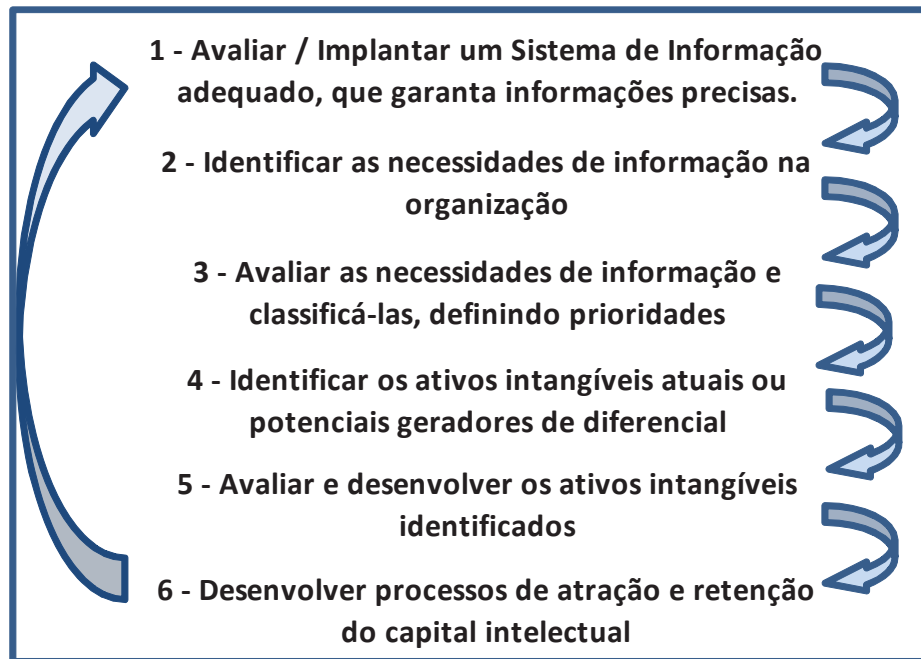 1 - Avaliar / Implantar um Sistema de Informação
adequado, que garanta informações precisas.
2 - Identificar as necessidades de informação na
organização
3 - Avaliar as necessidades de informação e
classificá-las, definindo prioridades
4 - Identificar os ativos intangíveis atuais ou
potenciais geradores de diferencial
5 - Avaliar e desenvolver os ativos intangíveis
identificados
6 - Desenvolver processos de atração e retenção
do capital intelectual